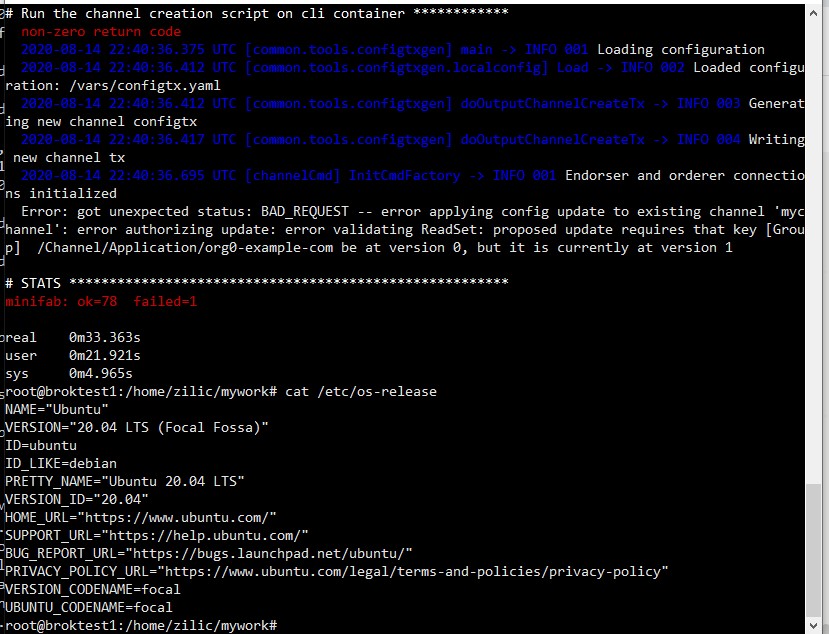 # Run the channel creation script on cli container ************
non-zero return code
2020-08-14 22:40:36.375 UTC [common.tools.configtxgen] main -> INFO 001 Loading configuration
2020-08-14 22:40:36.412 UTC [common.tools.configtxgen.localconfig] Load -> INFO 002 Loaded configu
ration: /vars/configtx.yaml
2020-08-14 22:40:36.412 UTC [common.tools.configtxgen] doOutputChannelCreateTx -> INFO 003 Generat
ing new channel configtx
2020-08-14 22:40:36.417 UTC [common.tools.configtxgen] doOutputChannelCreateTx -> INFO 004 Writing
new channel tx
2020-08-14 22:40:36.695 UTC [channelCmd] InitCmdFactory -> INFO 001 Endorser and orderer connectio
ns initialized
Error: got unexpected status: BAD_REQUEST -- error applying config update to existing channel 'myc
hannel': error authorizing update: error validating ReadSet: proposed update requires that key [Grou
p]  /Channel/Application/org0-example-com be at version 0, but it is currently at version 1
# STATS *******************************************************
minifab: ok=78  failed=1
real    0m33.363s
user    0m21.921s
sys     0m4.965s
root@broktest1:/home/zilic/mywork# cat /etc/os-release
NAME="Ubuntu"
VERSION="20.04 LTS (Focal Fossa)"
ID=ubuntu
ID_LIKE=debian
PRETTY_NAME="Ubuntu 20.04 LTS"
VERSION_ID="20.04"
HOME_URL="https://www.ubuntu.com/"
SUPPORT_URL="https://help.ubuntu.com/"
BUG_REPORT_URL="https://bugs.launchpad.net/ubuntu/"
PRIVACY_POLICY_URL="https://www.ubuntu.com/legal/terms-and-policies/privacy-policy"
VERSION_CODENAME=focal
UBUNTU_CODENAME=focal
root@broktest1:/home/zilic/mywork#